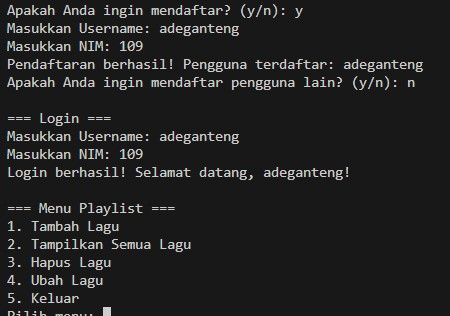 Apakah Anda ingin mendaftar? (y/n): y
Masukkan Username: adeganteng
Masukkan NIM: 109
Pendaftaran berhasil! Pengguna terdaftar: adeganteng
Apakah Anda ingin mendaftar pengguna lain? (y/n): n
=== Login ===
Masukkan Username: adeganteng
Masukkan NIM: 109
Login berhasil! Selamat datang, adeganteng!
=== Menu Playlist ===
1. Tambah Lagu
2. Tampilkan Semua Lagu
3. Hapus Lagu
4. Ubah Lagu
5. Keluar
Pilih menu: